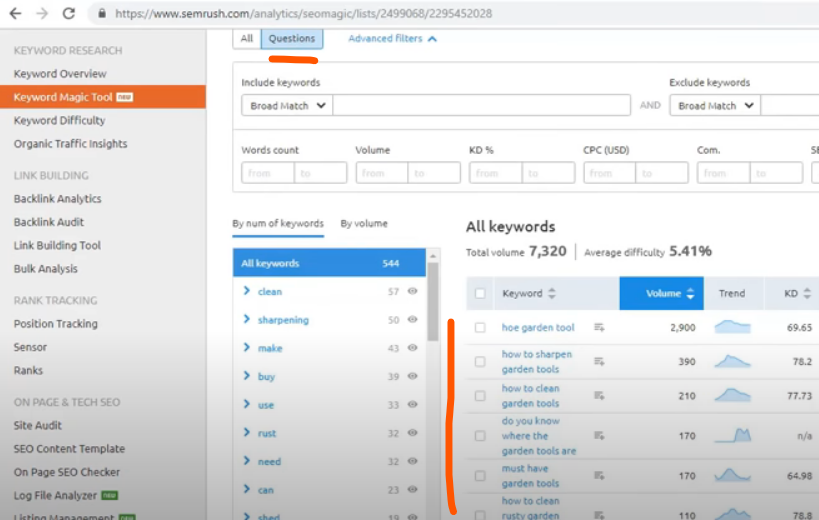 https://www.semrush.com/analytics/seomagic/lists/2499068/2295452028
KEYWORD RESEARCH
Keyword Overview
Keyword Magic Tool new
Keyword Difficulty
Organic Traffic Insights
LINK BUILDING
Backlink Analytics
Backlink Audit
Link Building Tool
Bulk Analysis
RANK TRACKING
Position Tracking
Sensor
Ranks
ON PAGE & TECH SEO
Site Audit
SEO Content Template
On Page SEO Checker
Log File Analyzer new
Listing Management new
All Questions Advanced filters
Include keywords Exclude keywords
Broad Match AND Broad Match
Words count Volume KD % CPC (USD) Com. SE
from to from to from to from to from to
By num of keywords By volume
All keywords 544
clean 57
sharpening 50
make 43
buy 39
use 33
rust 32
need 32
can 23
shed 19
All keywords
Total volume 7,320 Average difficulty 5.41%
Keyword Volume Trend KD
hoe garden tool 2,900 69.65
how to sharpen
garden tools 390 78.2
how to clean
garden tools 210 77.73
do you know
where the 170 n/a
garden tools are
must have
garden tools 170 64.98
how to clean
rusty garden 110 78.8